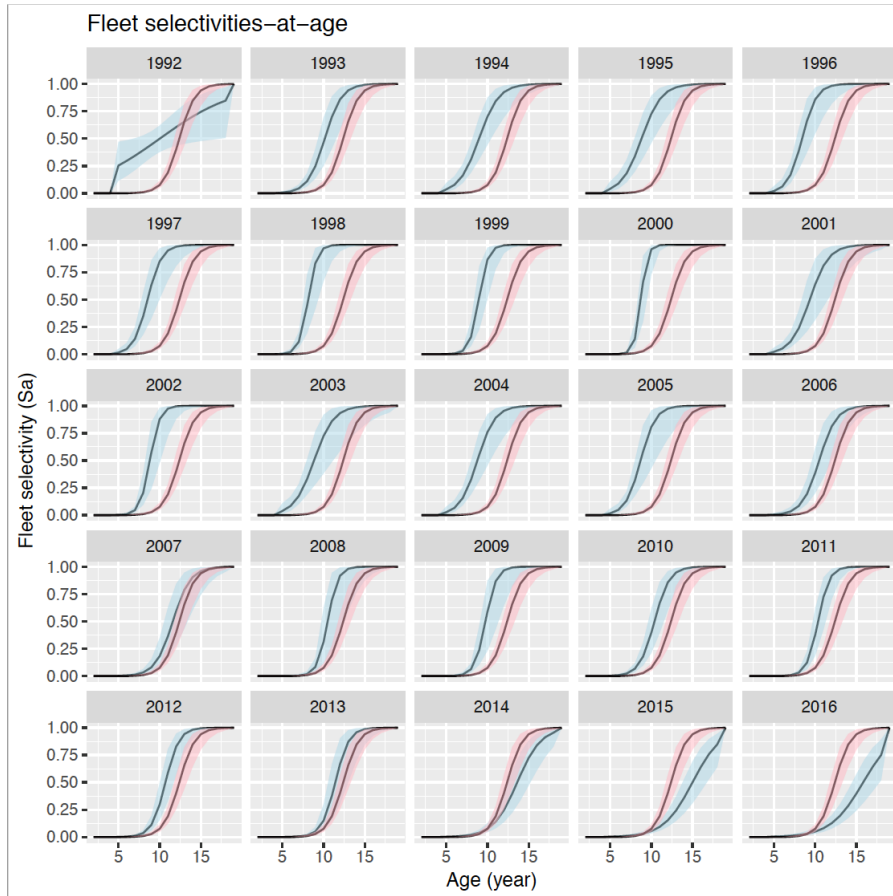 Fleet selectivities−at−age
1992 1993 1994 1995 1996
1.00
0.75
0.50
0.25
0.00
1997 1998 1999 2000 2001
1.00
0.75
0.50
0.25
0.00
2002 2003 2004 2005 2006
1.00
0.75
0.50
0.25
0.00
2007 2008 2009 2010 2011
1.00
0.75
0.50
0.25
0.00
2012 2013 2014 2015 2016
1.00
0.75
0.50
0.25
0.00
Fleet selectivity (Sa)
5 10 15 5 10 15 5 10 15 5 10 15 5 10 15
Age (year)